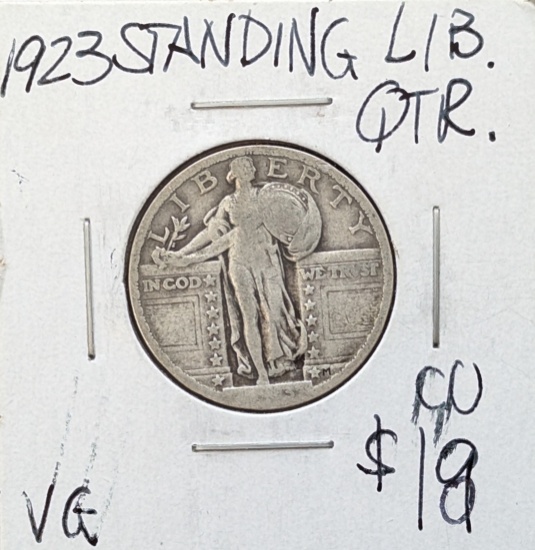 1923 STANDING LIB.
QTR.
LIBERTY
IN GOD WE TRUST
M
VG
$18